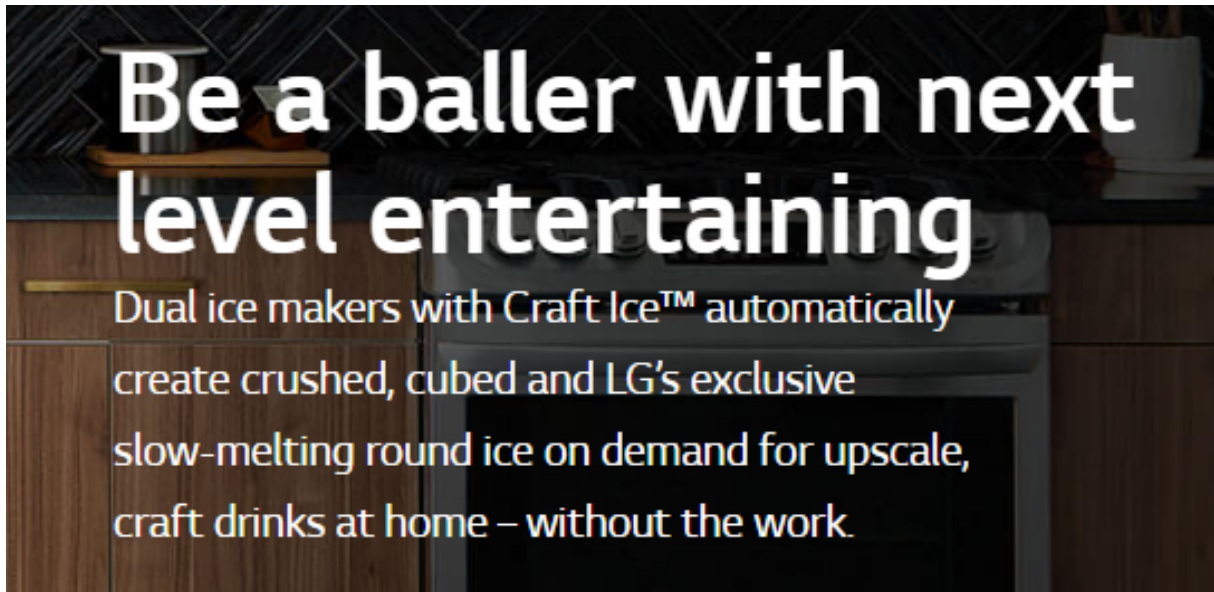 Be a baller with next
level entertaining
Dual ice makers with Craft Ice™ automatically
create crushed, cubed and LG’s exclusive
slow-melting round ice on demand for upscale,
craft drinks at home – without the work.